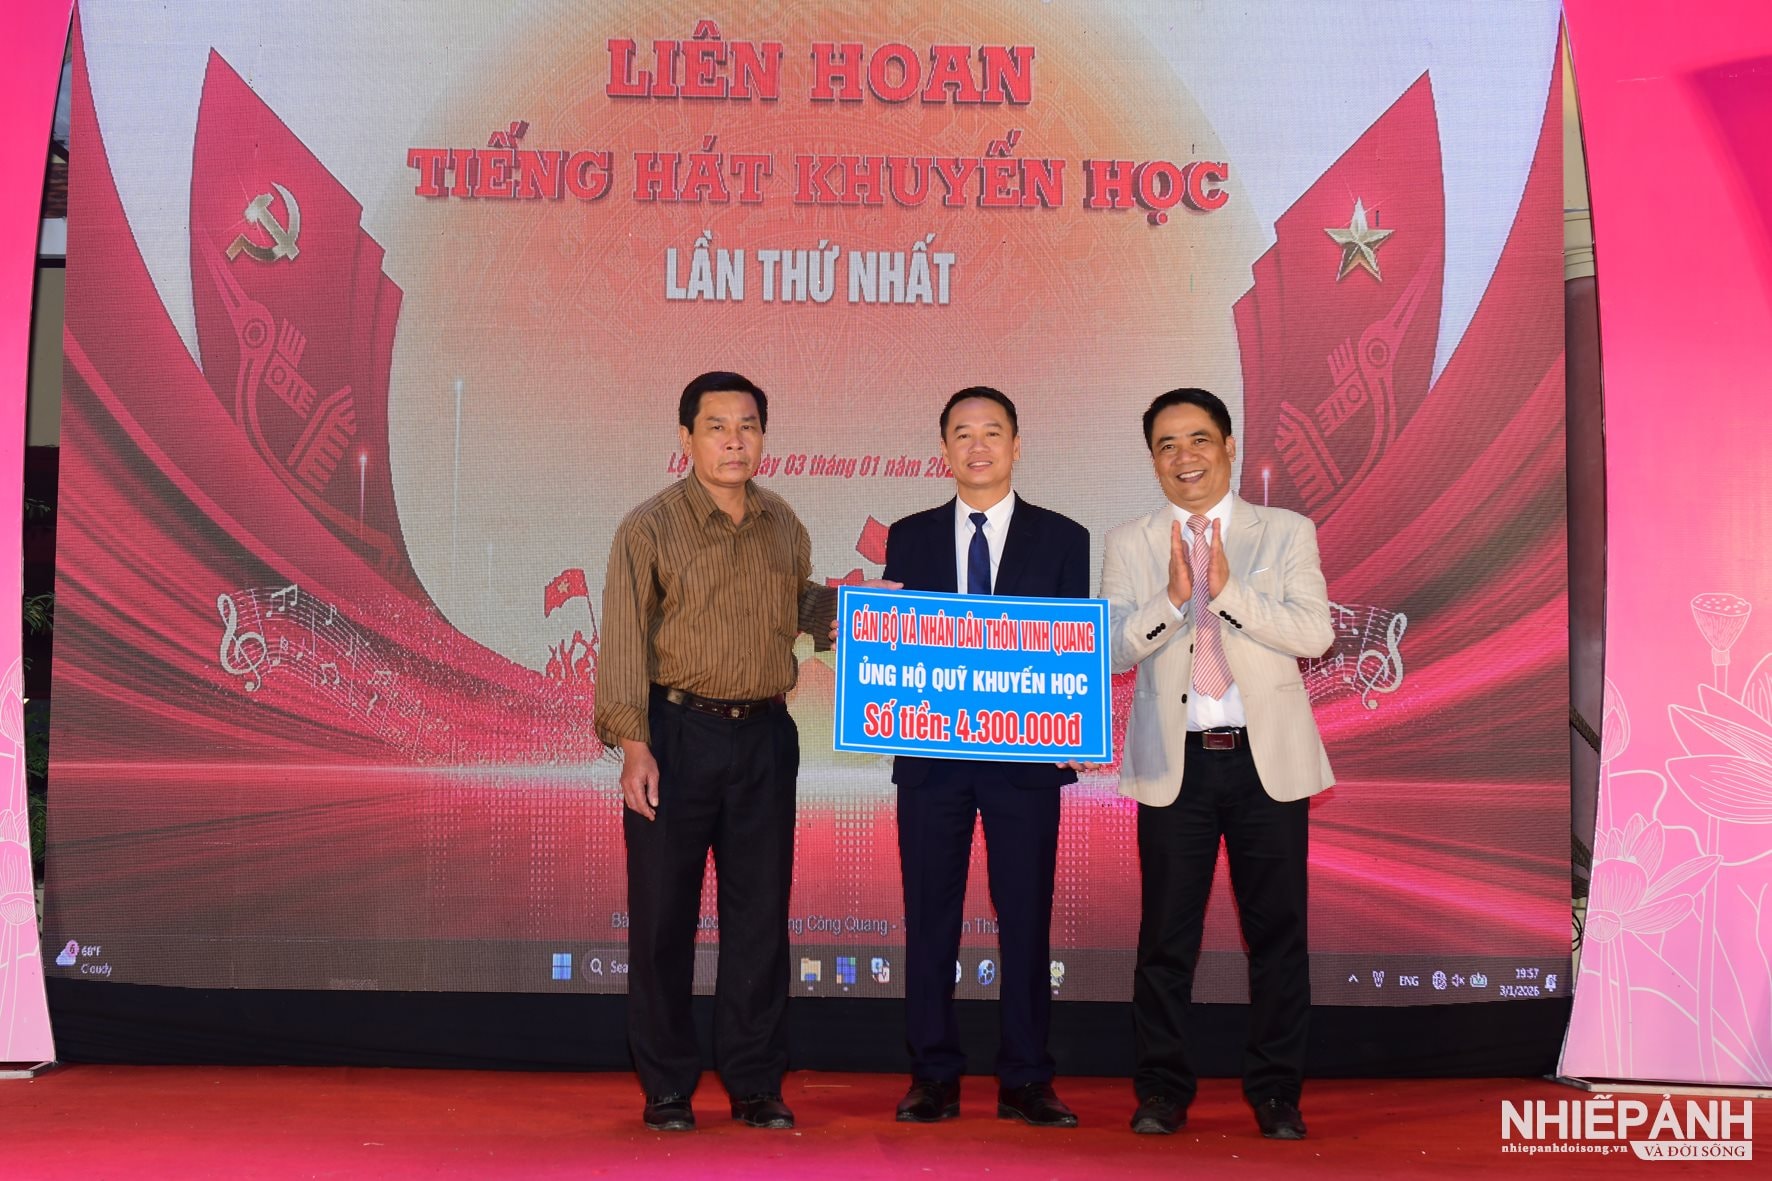 LIÊN HOAN
TIẾNG HÁT KHUYẾN HỌC
LẦN THỨ NHẤT
03 tháng 01 năm
CÁN BỘ VÀ NHÂN DÂN THÔN VINH QUANG
ỦNG HỘ QUỸ KHUYẾN HỌC
Số tiền: 4.300.000đ
Công Quang -
68°F
Cloudy
ENG
19:57
3/1/2026
NHIẾPẢNH
nhiepanhdoisong.vn
VÀ ĐỜI SỐNG